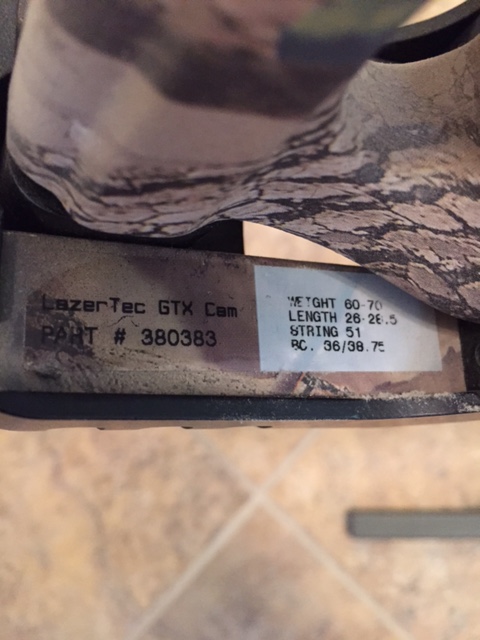 LazerTec GTX Cam
PART # 380383
WEIGHT 60-70
LENGTH 26-28.5
STRING 51
BC. 36/38.75